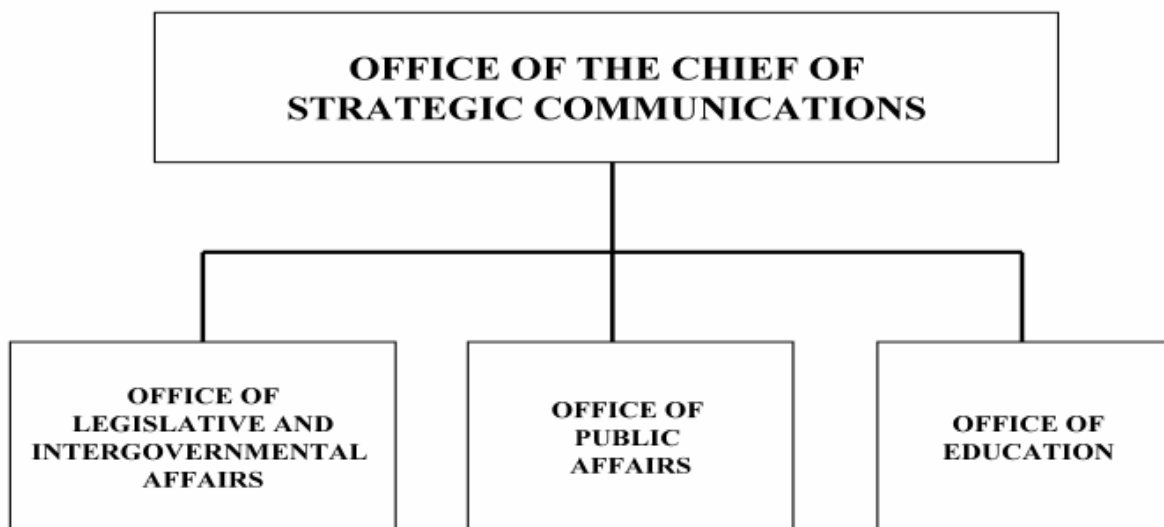 OFFICE OF THE CHIEF OF
STRATEGIC COMMUNICATIONS
OFFICE OF
LEGISLATIVE AND
INTERGOVERNMENTAL
AFFAIRS
OFFICE OF
PUBLIC
AFFAIRS
OFFICE OF
EDUCATION